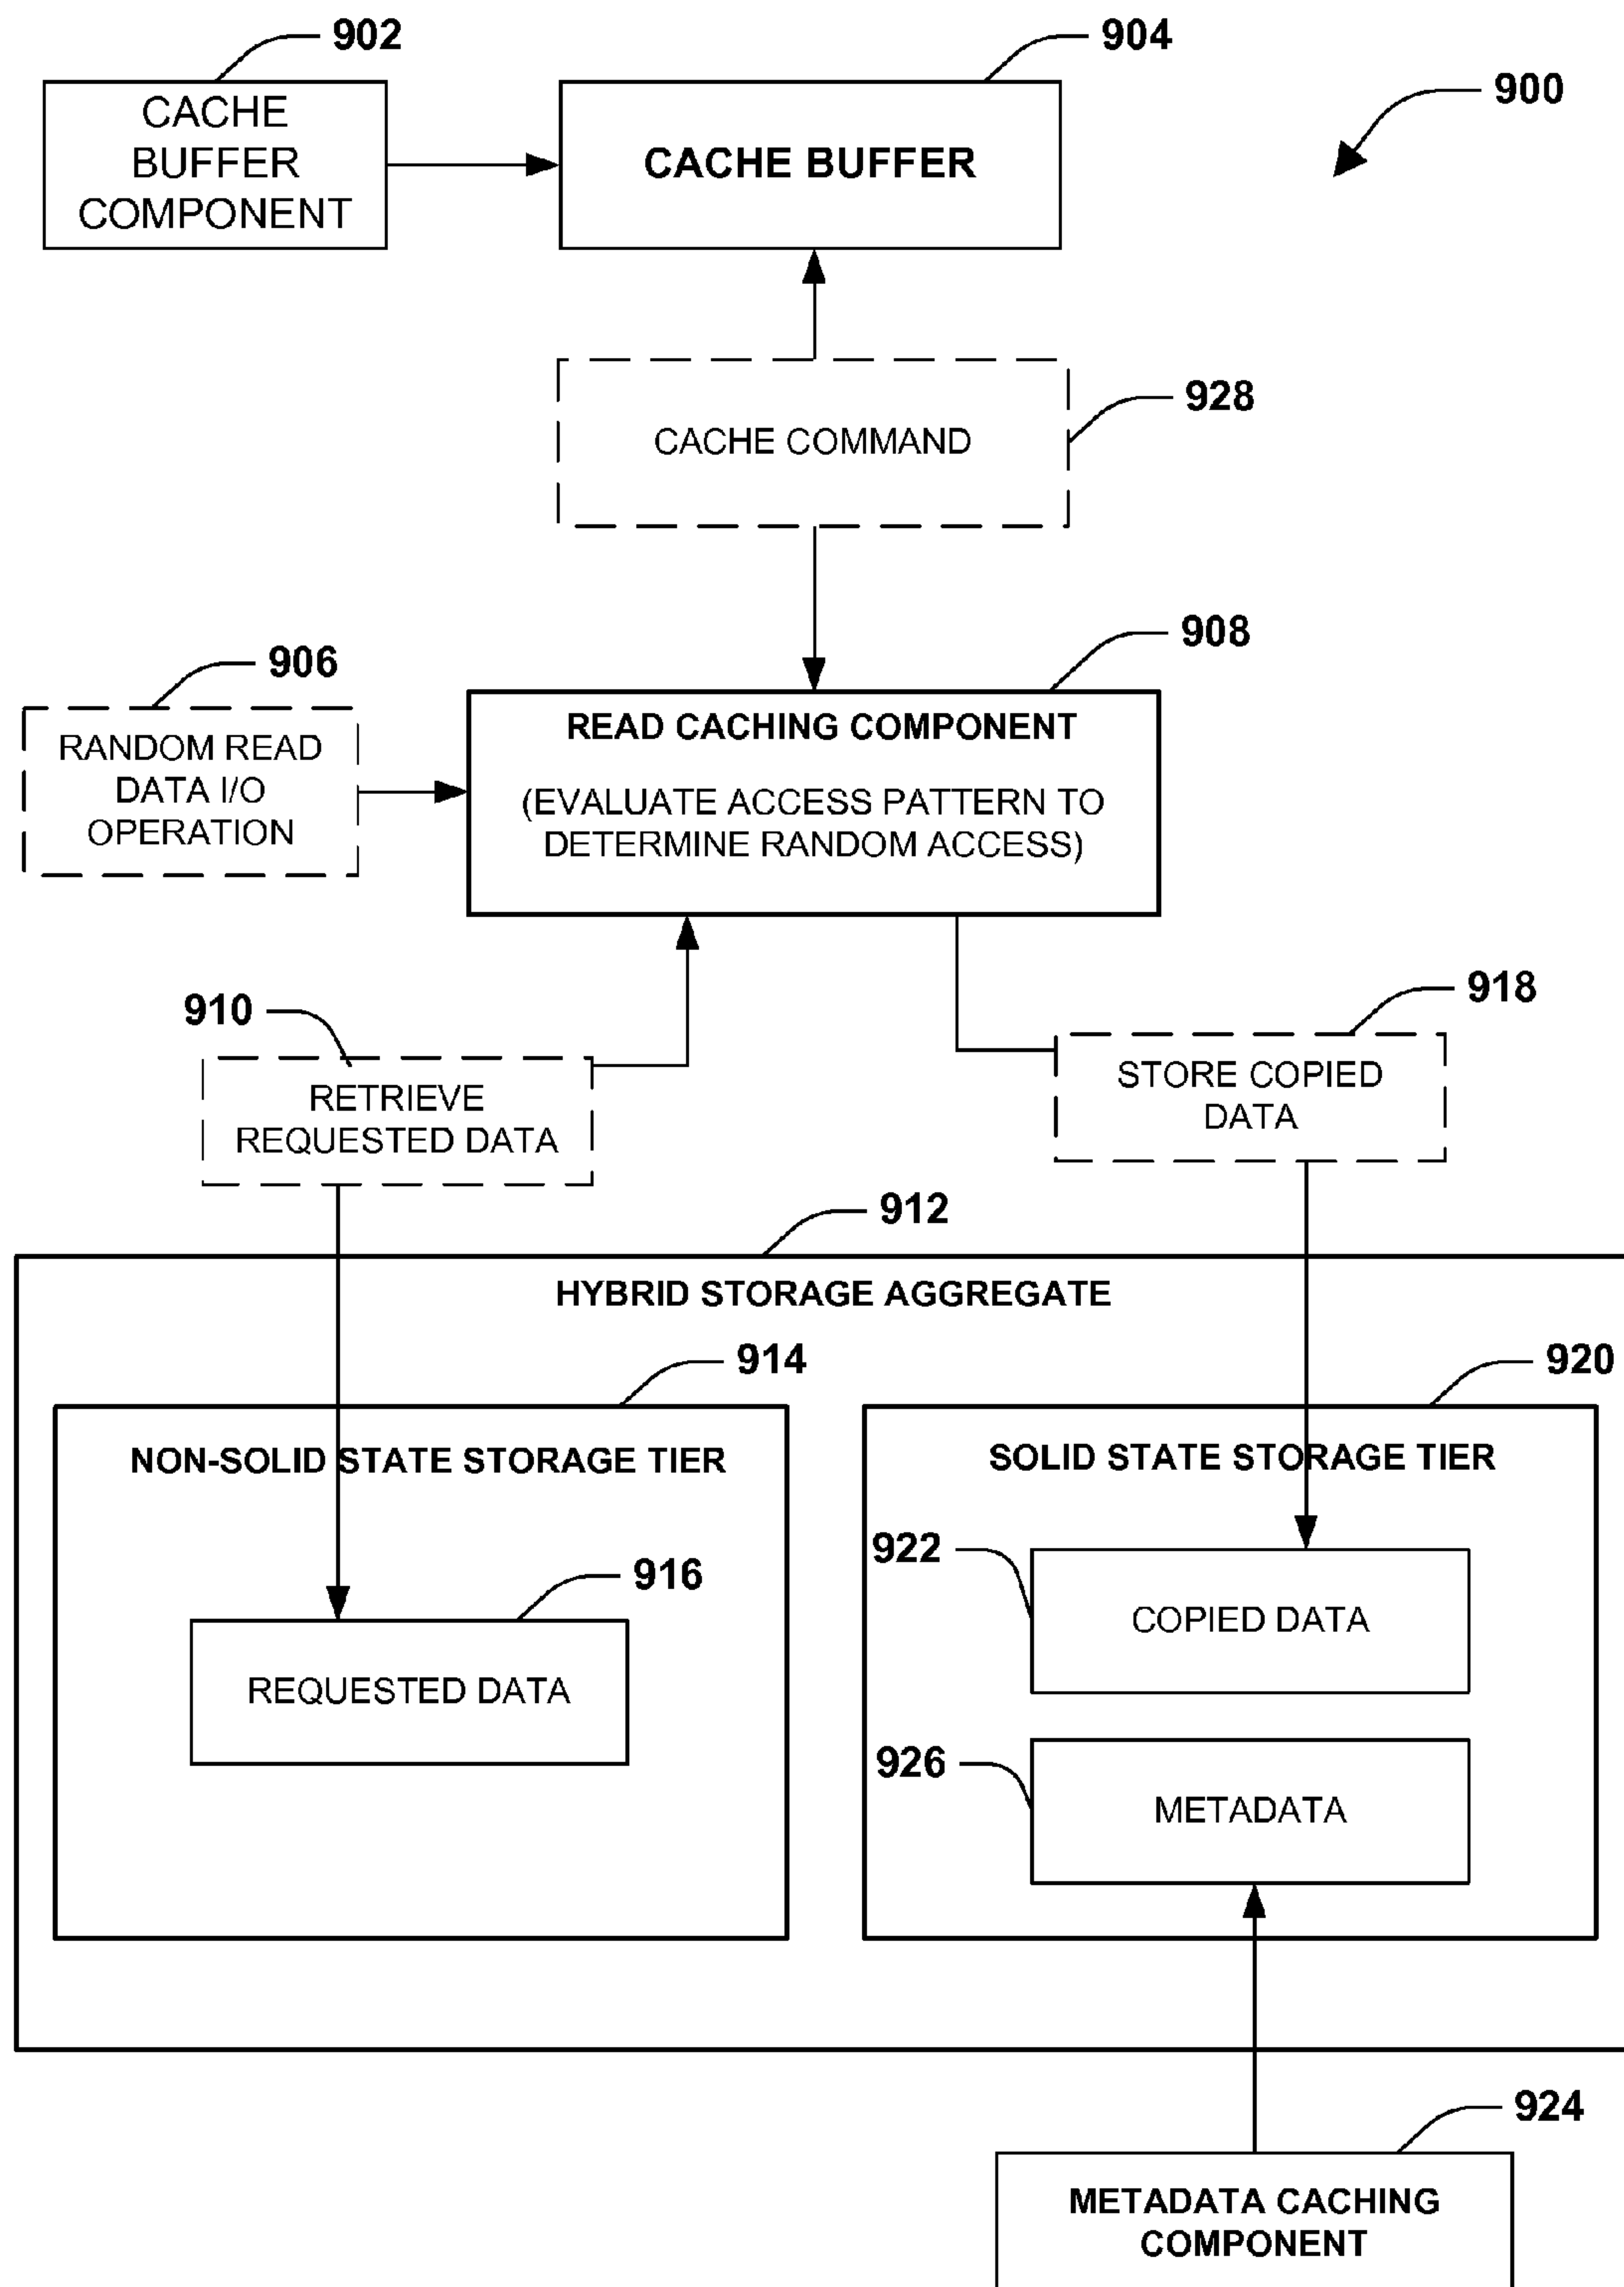 902
904
900
CACHE
BUFFER
COMPONENT
CACHE BUFFER
928
CACHE COMMAND
908
906
RANDOM READ
DATA I/O
OPERATION
READ CACHING COMPONENT
(EVALUATE ACCESS PATTERN TO
DETERMINE RANDOM ACCESS)
910
918
RETRIEVE
REQUESTED DATA
STORE COPIED
DATA
912
HYBRID STORAGE AGGREGATE
914
920
NON-SOLID STATE STORAGE TIER
SOLID STATE STORAGE TIER
922
COPIED DATA
916
REQUESTED DATA
926
METADATA
924
METADATA CACHING
COMPONENT